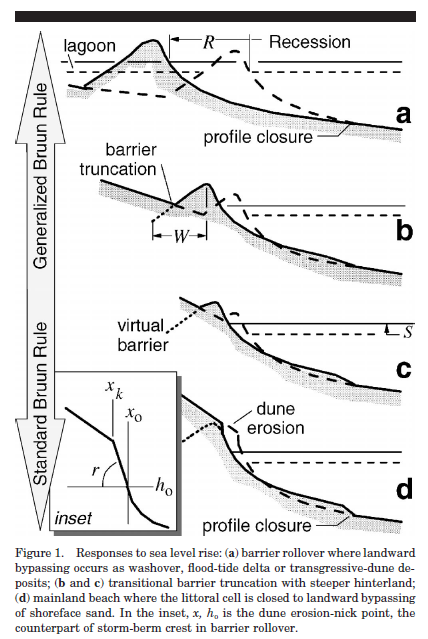 Generalized Bruun Rule
Standard Bruun Rule
lagoon
R
Recession
profile closure
a
barrier
truncation
W
b
virtual
barrier
S
c
dune
erosion
profile closure
d
xk
xo
r
ho
inset
Figure 1. Responses to sea level rise: (a) barrier rollover where landward
bypassing occurs as washover, flood-tide delta or transgressive-dune de-
posits; (b and c) transitional barrier truncation with steeper hinterland;
(d) mainland beach where the littoral cell is closed to landward bypassing
of shoreface sand. In the inset, x, ho is the dune erosion-nick point, the
counterpart of storm-berm crest in barrier rollover.